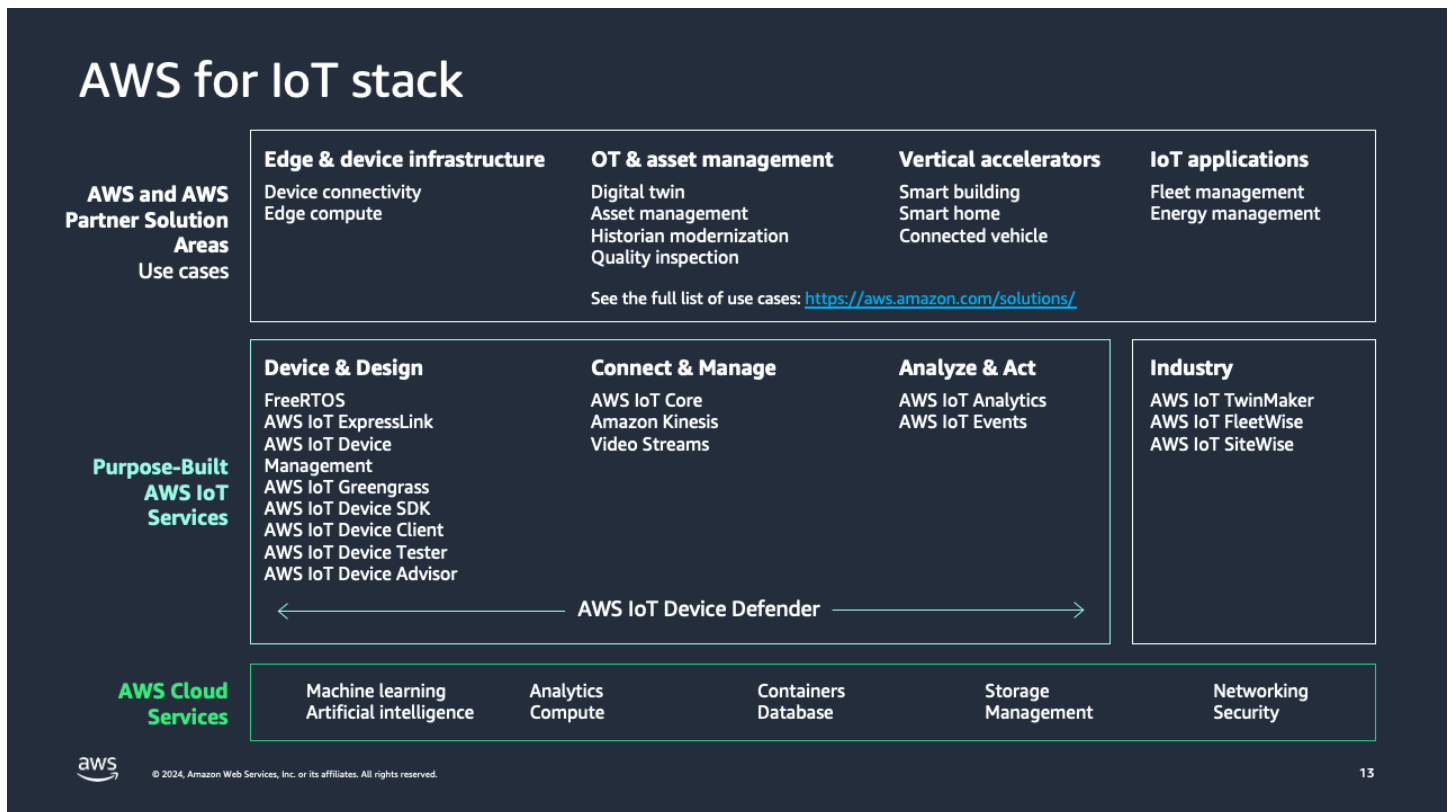 AWS for IoT stack
AWS and AWS
Partner Solution
Areas
Use cases
Edge & device infrastructure
Device connectivity
Edge compute
OT & asset management
Digital twin
Asset management
Historian modernization
Quality inspection
Vertical accelerators
Smart building
Smart home
Connected vehicle
IoT applications
Fleet management
Energy management
See the full list of use cases: https://aws.amazon.com/solutions/
Purpose-Built
AWS IoT
Services
Device & Design
FreeRTOS
AWS IoT ExpressLink
AWS IoT Device
Management
AWS IoT Greengrass
AWS IoT Device SDK
AWS IoT Device Client
AWS IoT Device Tester
AWS IoT Device Advisor
Connect & Manage
AWS IoT Core
Amazon Kinesis
Video Streams
Analyze & Act
AWS IoT Analytics
AWS IoT Events
AWS IoT Device Defender
Industry
AWS IoT TwinMaker
AWS IoT FleetWise
AWS IoT SiteWise
AWS Cloud
Services
Machine learning
Artificial intelligence
Analytics
Compute
Containers
Database
Storage
Management
Networking
Security
aws
© 2024, Amazon Web Services, Inc. or its affiliates. All rights reserved.
13